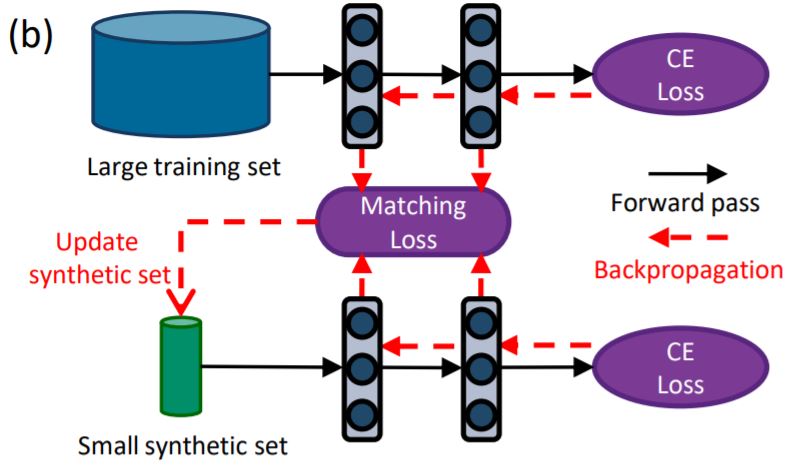 (b)
CE
Loss
Large training set
Matching
Loss
Forward pass
Backpropagation
Update
synthetic set
CE
Loss
Small synthetic set